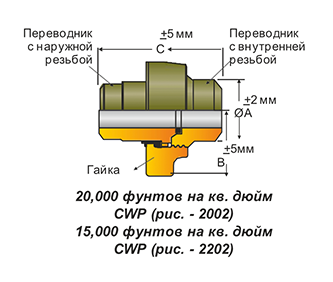 ±5 мм
C
Переводник
с наружной
резьбой
Переводник
с внутренней
резьбой
±2 мм
ØA
±5мм
B
Гайка
20,000 фунтов на кв. дюйм
CWP (рис. - 2002)
15,000 фунтов на кв. дюйм
CWP (рис. - 2202)